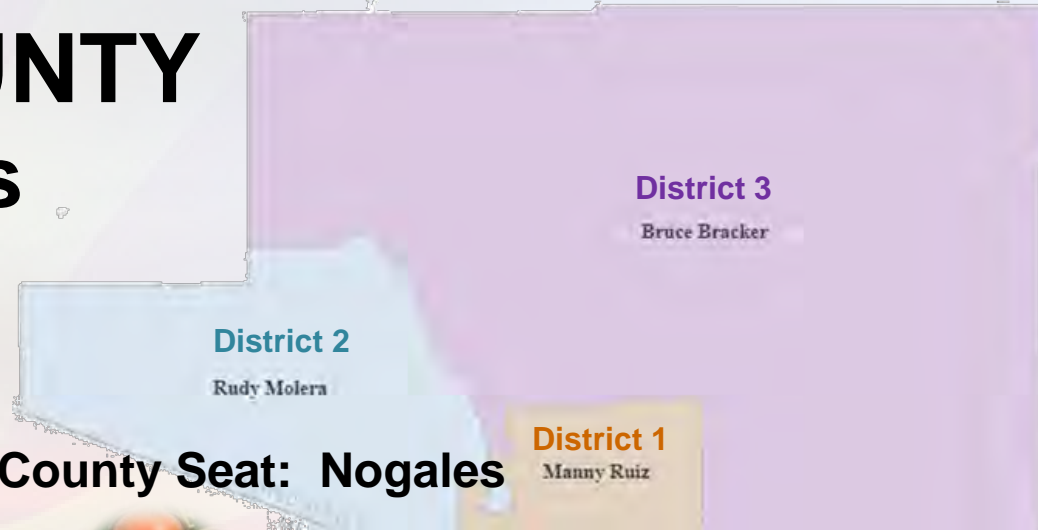 UNTY
s
District 3
Bruce Bracker
District 2
Rudy Molera
District 1
County Seat: Nogales
Manny Ruiz